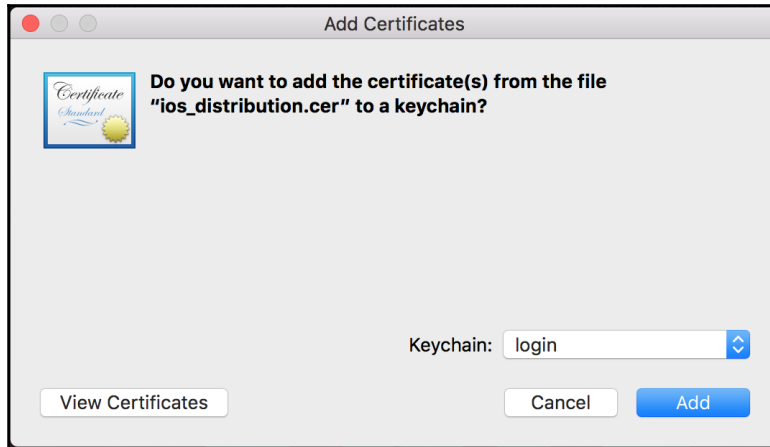 Add Certificates
Certificate
Standard
Do you want to add the certificate(s) from the file
“ios_distribution.cer” to a keychain?
Keychain: login
View Certificates Cancel Add